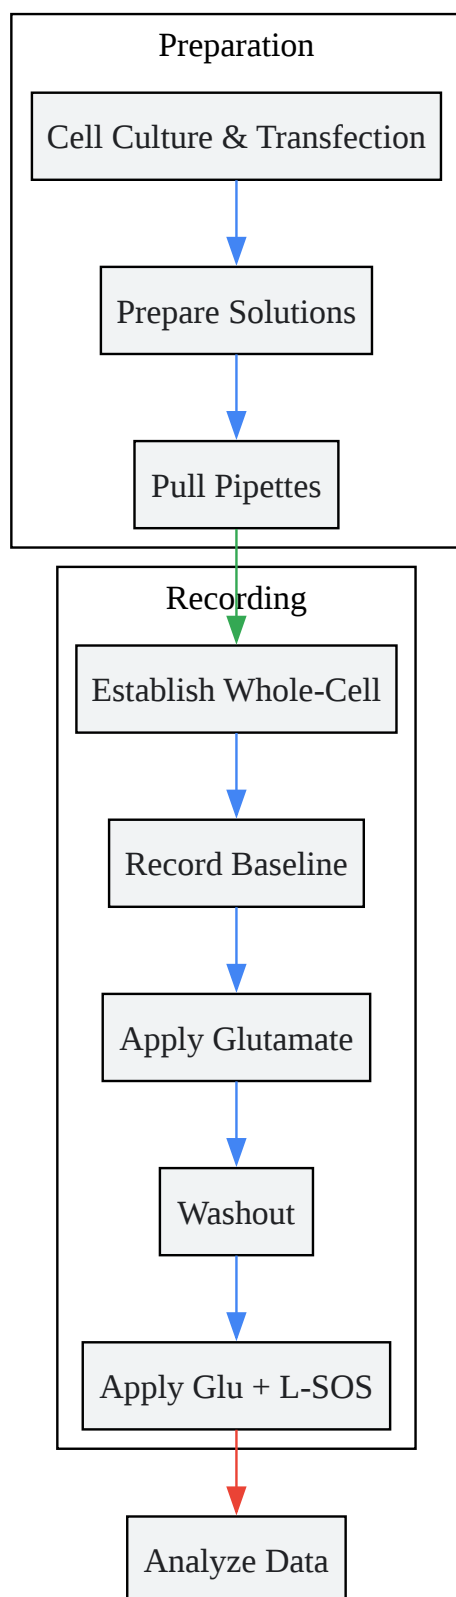 Preparation
Cell Culture & Transfection
Prepare Solutions
Pull Pipettes
Recording
Establish Whole-Cell
Record Baseline
Apply Glutamate
Washout
Apply Glu + L-SOS
Analyze Data